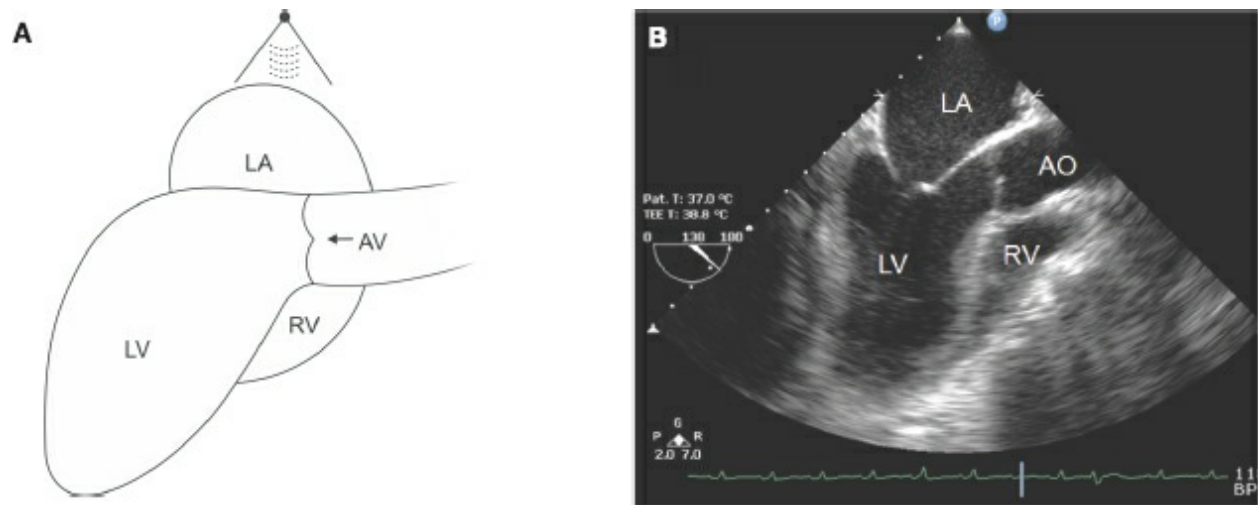 A
LA
AV
RV
LV
B
P
LA
AO
Pat. T: 37.0 °C
TEE T: 38.8 °C
0 130 180
LV
RV
G
P R
2.0 7.0
11
BP